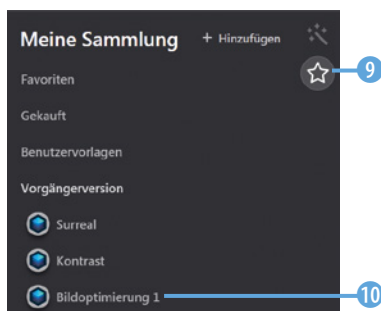 Meine Sammlung + Hinzufügen
9
Favoriten
Gekauft
Benutzervorlagen
Vorgängerversion
Surreal
Kontrast
Bildoptimierung 1
10